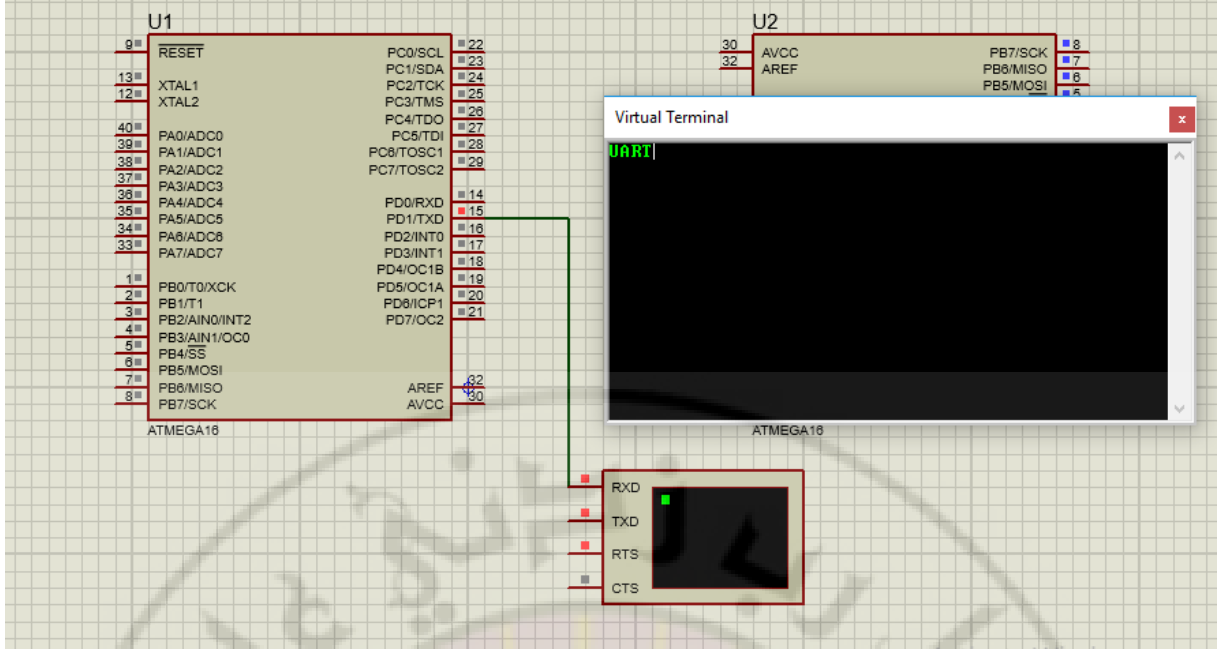 U1
9
RESET
13
XTAL1
12
XTAL2
40
PA0/ADC0
39
PA1/ADC1
38
PA2/ADC2
37
PA3/ADC3
36
PA4/ADC4
35
PA5/ADC5
34
PA6/ADC6
33
PA7/ADC7
1
PB0/T0/XCK
2
PB1/T1
3
PB2/AIN0/INT2
4
PB3/AIN1/OC0
5
PB4/SS
6
PB5/MOSI
7
PB6/MISO
8
PB7/SCK
PC0/SCL
22
PC1/SDA
23
PC2/TCK
24
PC3/TMS
25
PC4/TDO
26
PC5/TDI
27
PC6/TOSC1
28
PC7/TOSC2
29
PD0/RXD
14
PD1/TXD
15
PD2/INT0
16
PD3/INT1
17
PD4/OC1B
18
PD5/OC1A
19
PD6/ICP1
20
PD7/OC2
21
AREF
32
AVCC
30
ATMEGA16
U2
30
AVCC
32
AREF
PB7/SCK
8
PB6/MISO
7
PB5/MOSI
6
5
Virtual Terminal
x
UART
ATMEGA16
RXD
TXD
RTS
CTS